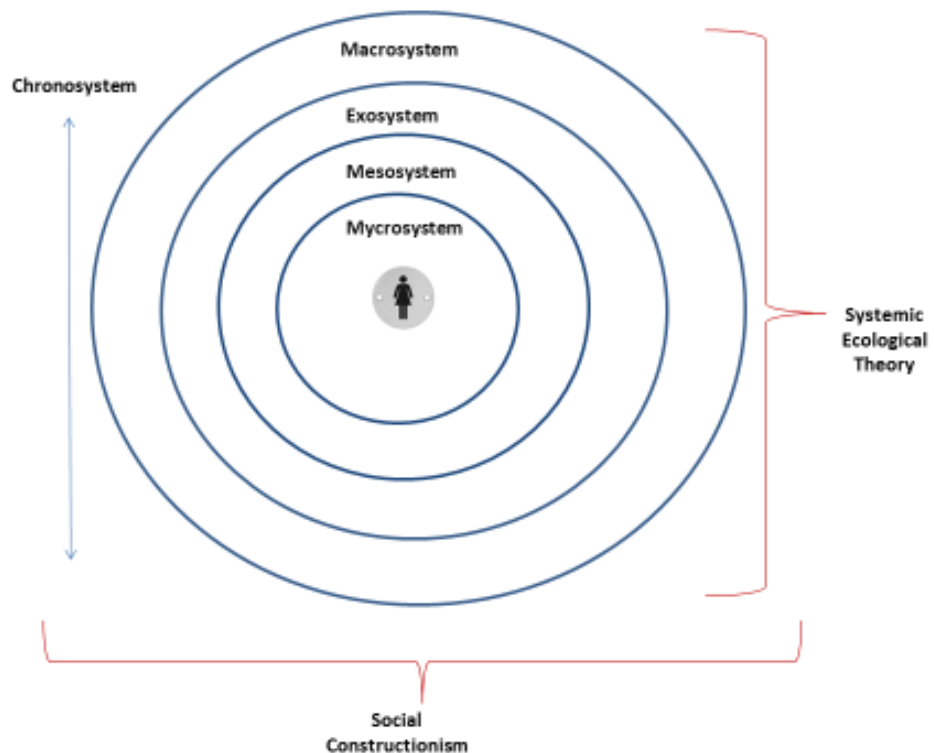 Macrosystem
Chronosystem
Exosystem
Mesosystem
Mycrosystem
Systemic
Ecological
Theory
Social
Constructionism